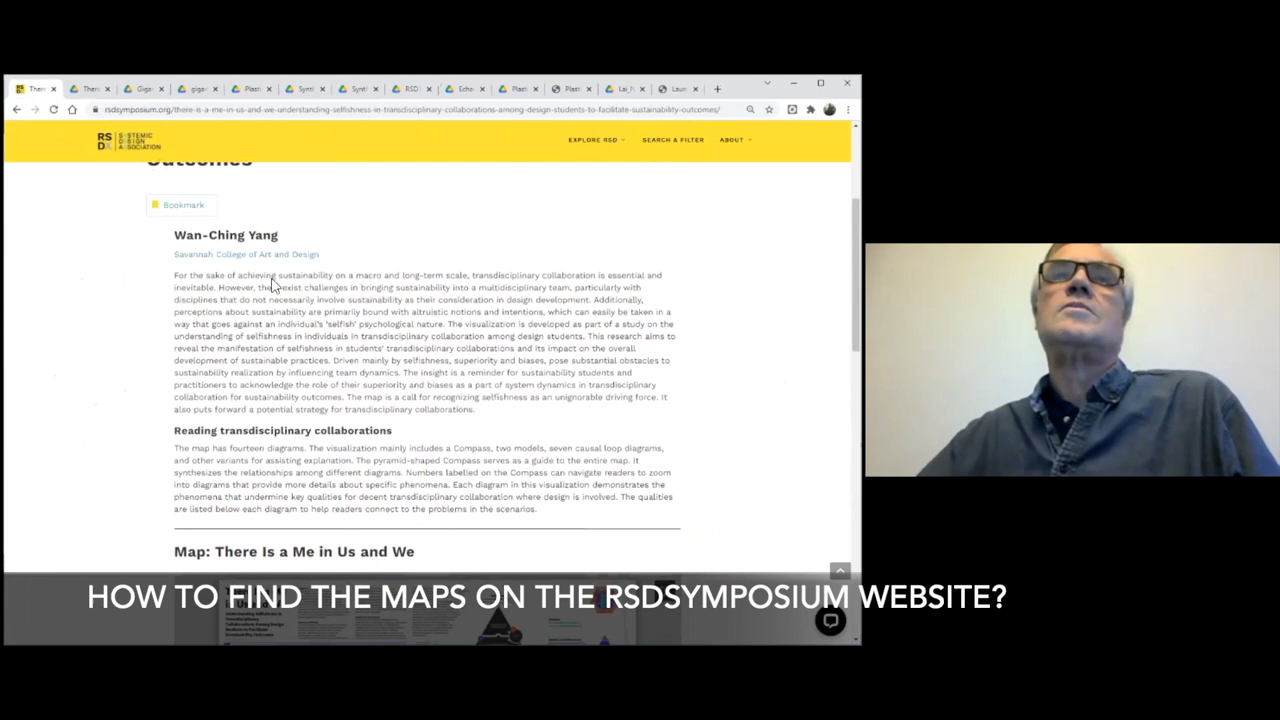 Ther
Ther
Giga
giga
Plasti
Synt
Synt
RSD
Eche
Plasti
Plasti
Lai_N
Laur
rsdsymposium.org/there-is-a-me-in-us-and-we-understanding-selfishness-in-transdisciplinary-collaborations-among-design-students-to-facilitate-sustainability-outcomes/
RS
DX
SYSTEMIC
DESIGN
ASSOCIATION
EXPLORE RSD
SEARCH & FILTER
ABOUT
Outcomes
Bookmark
Wan-Ching Yang
Savannah College of Art and Design
For the sake of achieving sustainability on a macro and long-term scale, transdisciplinary collaboration is essential and
inevitable. However, the exist challenges in bringing sustainability into a multidisciplinary team, particularly with
disciplines that do not necessarily involve sustainability as their consideration in design development. Additionally,
perceptions about sustainability are primarily bound with altruistic notions and intentions, which can easily be taken in a
way that goes against an individual's 'selfish' psychological nature. The visualization is developed as part of a study on the
understanding of selfishness in individuals in transdisciplinary collaboration among design students. This research aims to
reveal the manifestation of selfishness in students' transdisciplinary collaborations and its impact on the overall
development of sustainable practices. Driven mainly by selfishness, superiority and biases, pose substantial obstacles to
sustainability realization by influencing team dynamics. The insight is a reminder for sustainability students and
practitioners to acknowledge the role of their superiority and biases as a part of system dynamics in transdisciplinary
collaboration for sustainability outcomes. The map is a call for recognizing selfishness as an unignorable driving force. It
also puts forward a potential strategy for transdisciplinary collaborations.
Reading transdisciplinary collaborations
The map has fourteen diagrams. The visualization mainly includes a Compass, two models, seven causal loop diagrams,
and other variants for assisting explanation. The pyramid-shaped Compass serves as a guide to the entire map. It
synthesizes the relationships among different diagrams. Numbers labelled on the Compass can navigate readers to zoom
into diagrams that provide more details about specific phenomena. Each diagram in this visualization demonstrates the
phenomena that undermine key qualities for decent transdisciplinary collaboration where design is involved. The qualities
are listed below each diagram to help readers connect to the problems in the scenarios.
Map: There Is a Me in Us and We
HOW TO FIND THE MAPS ON THE RSDSYMPOSIUM WEBSITE?